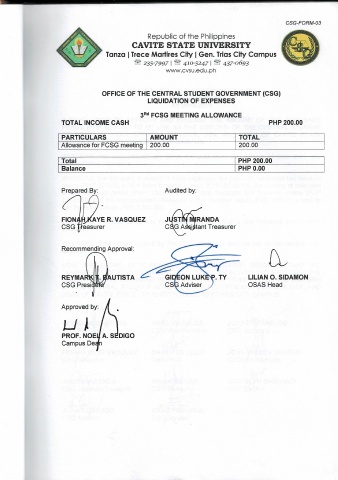 CSG-FORM-03
Republic of the Philippines
CAVITE STATE UNIVERSITY
Tanza | Trece Martires City | Gen. Trias City Campus
☏ 235-7997 | ☏ 410-5247 | ☏ 437-0693
www.cvsu.edu.ph
OFFICE OF THE CENTRAL STUDENT GOVERNMENT (CSG)
LIQUIDATION OF EXPENSES
3RD FCSG MEETING ALLOWANCE
TOTAL INCOME CASH PHP 200.00
PARTICULARS AMOUNT TOTAL
Allowance for FCSG meeting 200.00 200.00
Total PHP 200.00
Balance PHP 0.00
Prepared By: Audited by:
FIONAH KAYE R. VASQUEZ JUSTIN MIRANDA
CSG Treasurer CSG Assistant Treasurer
Recommending Approval:
REYMARK T. BAUTISTA GIDEON LUKE P. TY LILIAN O. SIDAMON
CSG President CSG Adviser OSAS Head
Approved by:
PROF. NOEL A. SEDIGO
Campus Dean